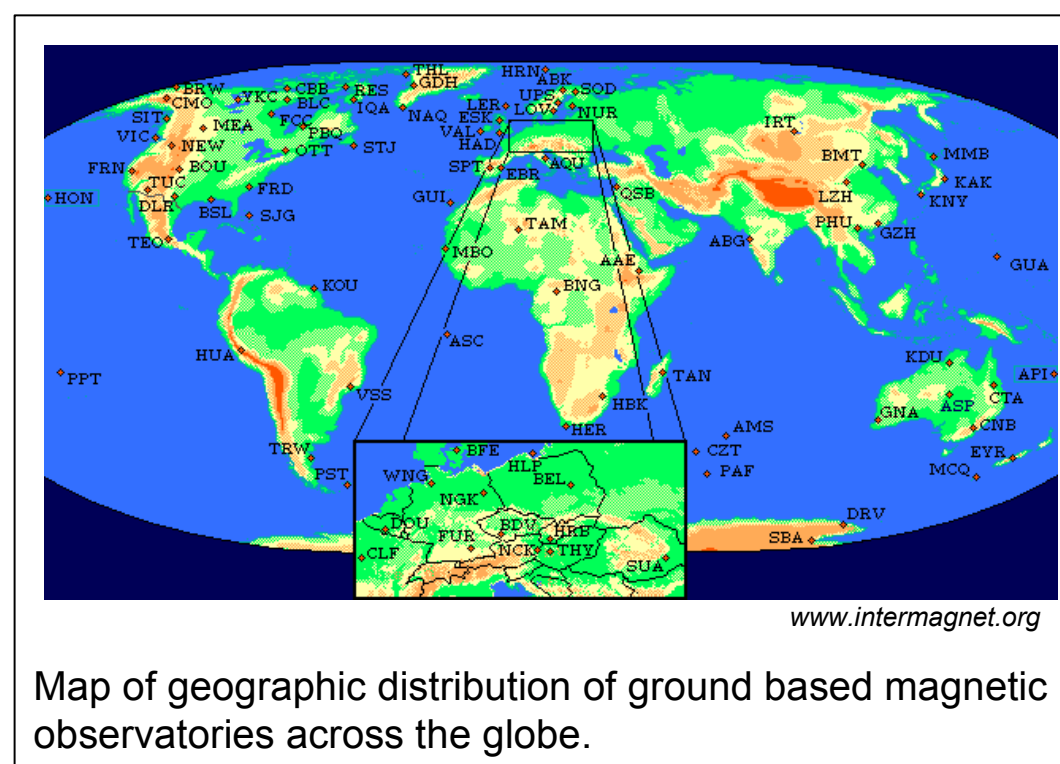 THL HRN
GDH ABK
BRW CBB RES UPS SOD
CMO YKC BLC IQA NAQ LER LOV NUR
SIT FCC ESK
VIC MEA PBQ VAL IRT
NEW OTT STJ HAD
FRN BOU SPT EBR AQU BMT MMB
TUC FRD QSB LZH KAK
HON DLR BSL GUI KNY
SJG TAM PHU GZH
TEO MBO ABG
AAE GUA
KOU BNG
HUA ASC KDU
PPT VSS TAN API
HBK GNA ASP CTA
HER AMS CNB
TRW BFE CZT EYR
PST WNG HLP BEL PAF MCQ
NGK
DOU BDV HRB DRV
CLF FUR NCK THY SUA SBA
www.intermagnet.org
Map of geographic distribution of ground based magnetic
observatories across the globe.